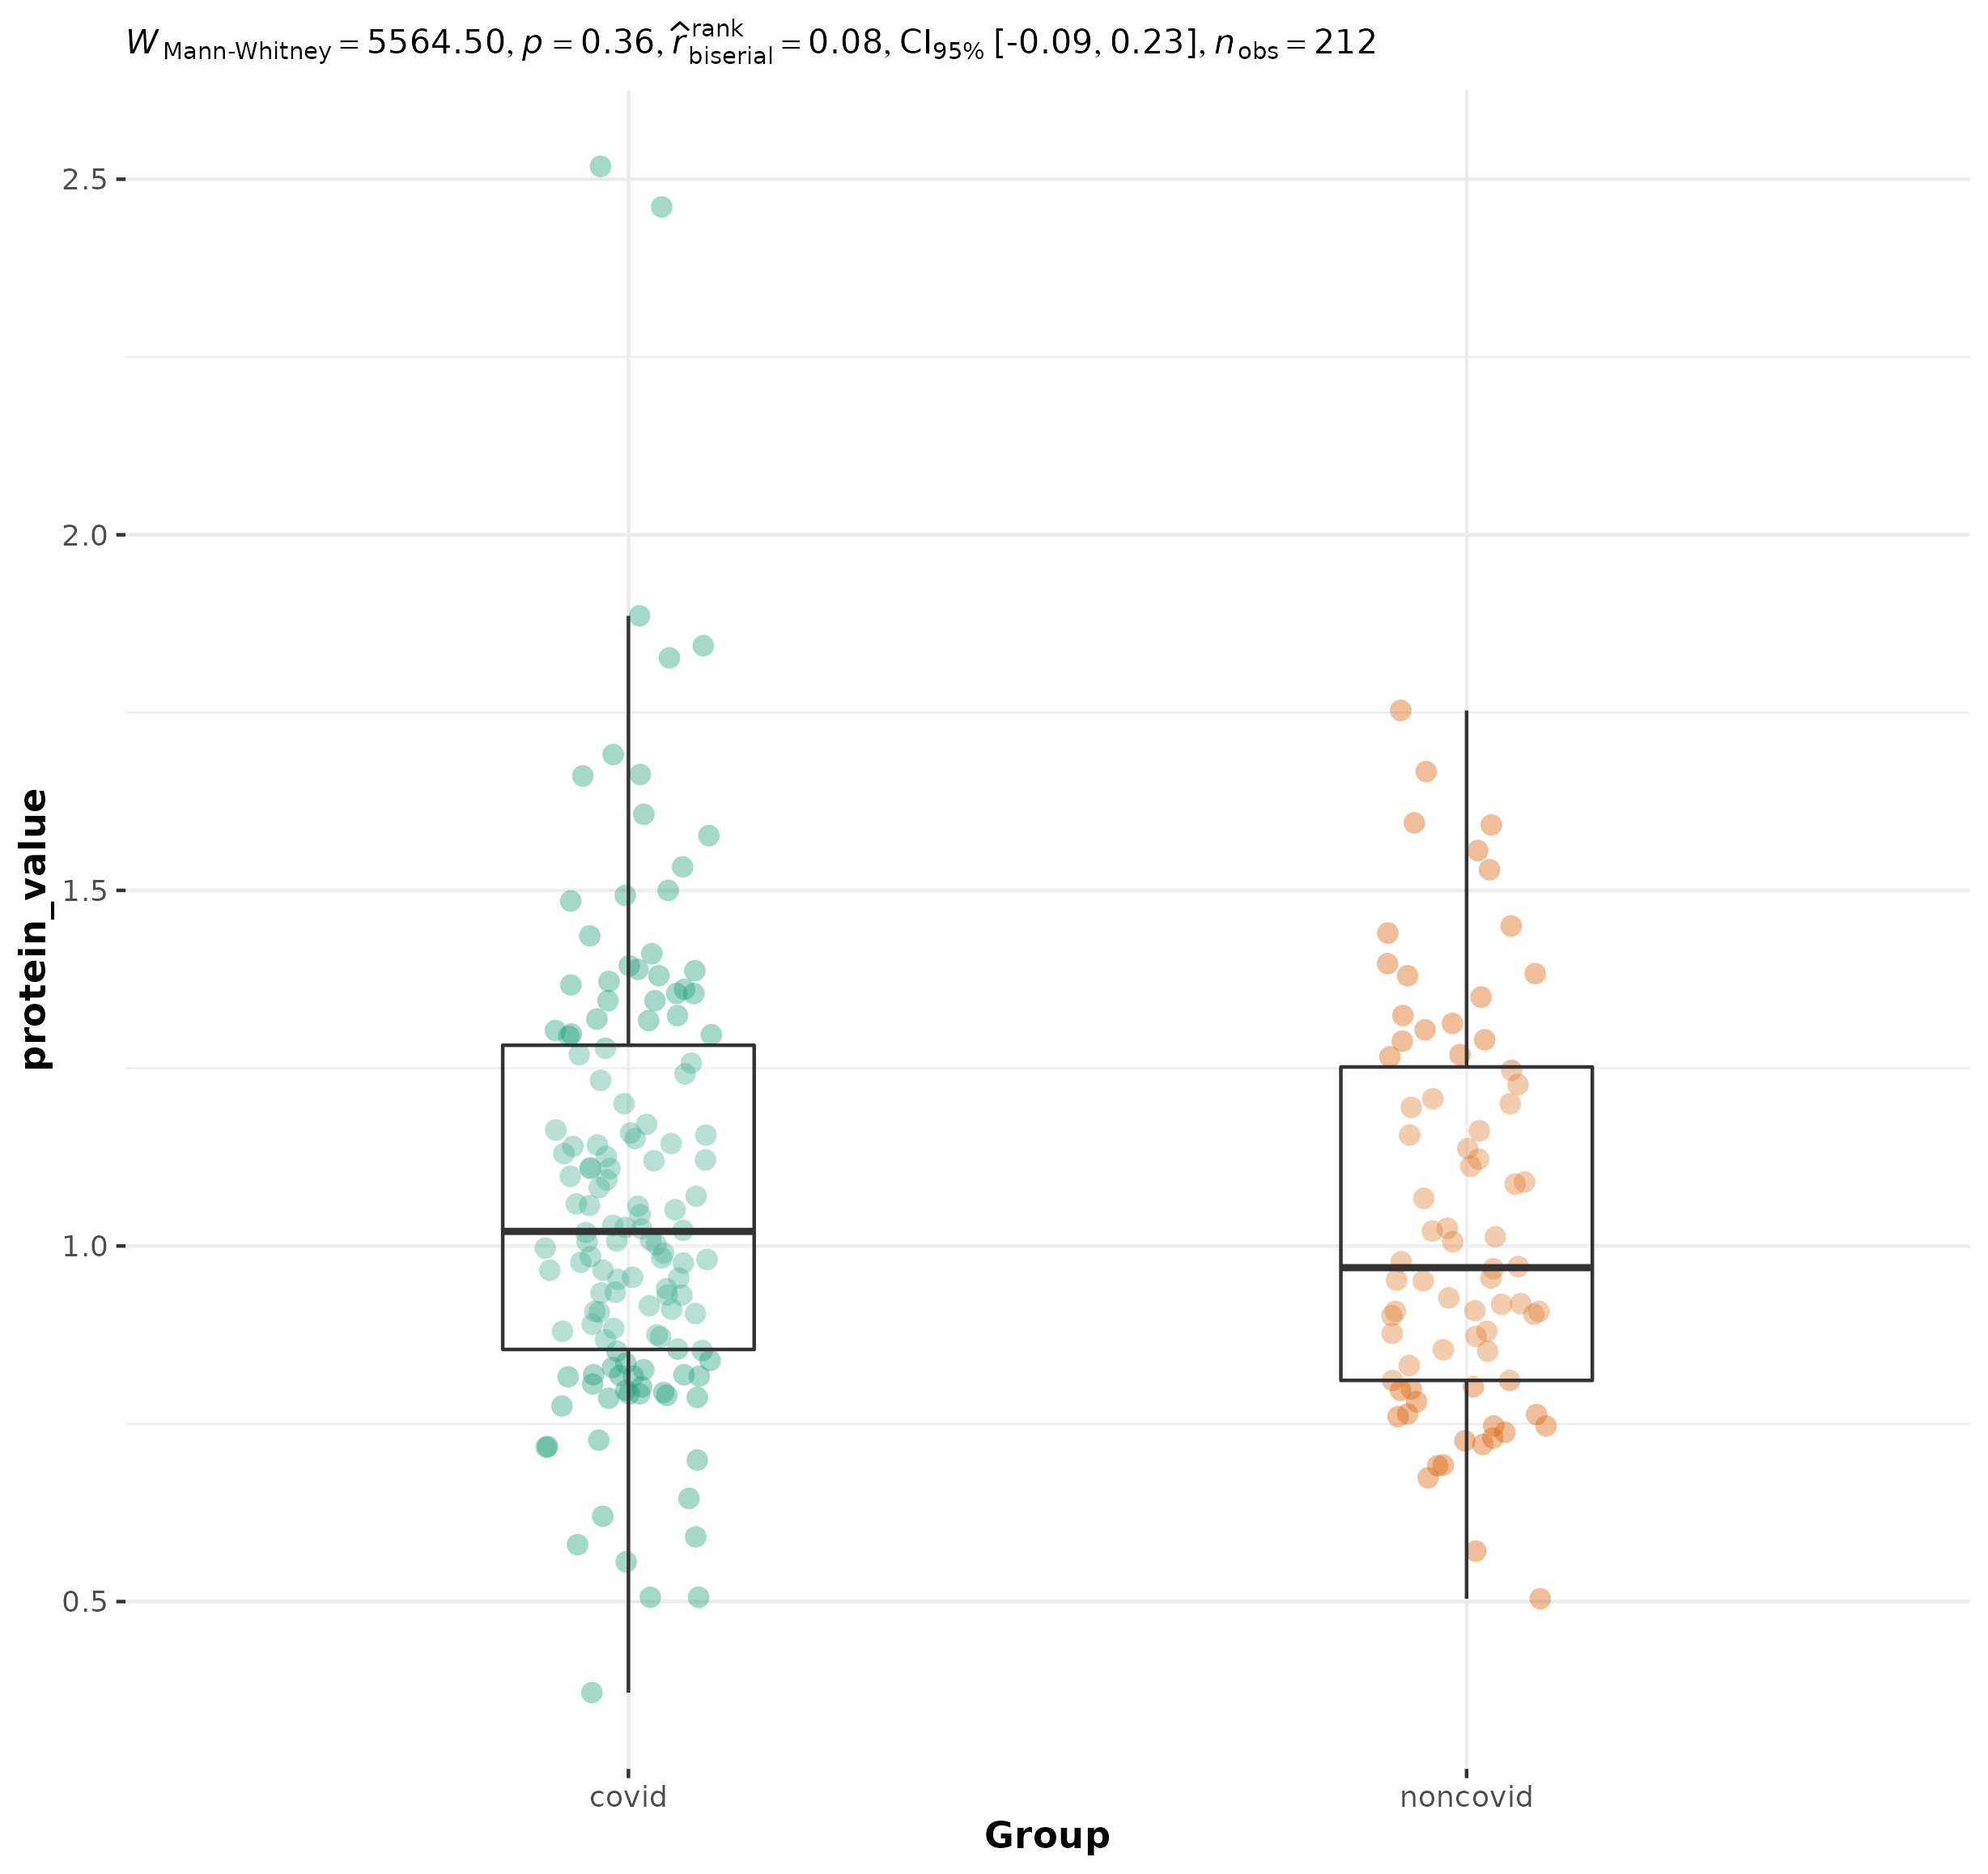 W Mann-Whitney = 5564.50, p = 0.36, r̂ rank biserial = 0.08, CI95% [-0.09, 0.23], nobs = 212
2.5
2.0
1.5
1.0
0.5
protein_value
covid noncovid
Group